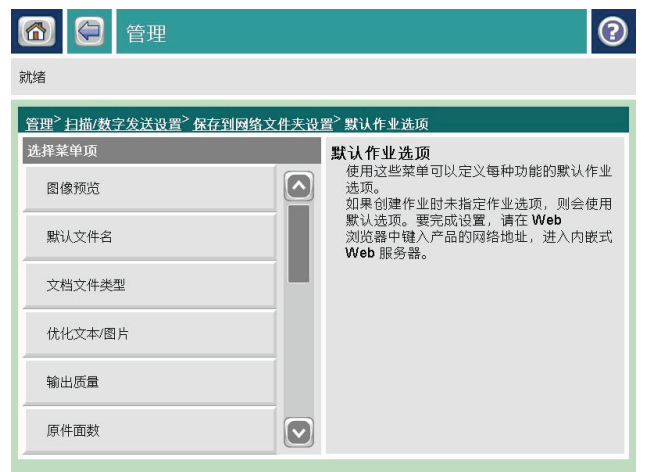 管理
就绪
管理> 扫描/数字发送设置> 保存到网络文件夹设置> 默认作业选项
选择菜单项
图像预览
默认文件名
文档文件类型
优化文本/图片
输出质量
原件面数
默认作业选项
使用这些菜单可以定义每种功能的默认作业
选项。
如果创建作业时未指定作业选项，则会使用
默认选项。要完成设置，请在 Web
浏览器中键入产品的网络地址，进入内嵌式
Web 服务器。